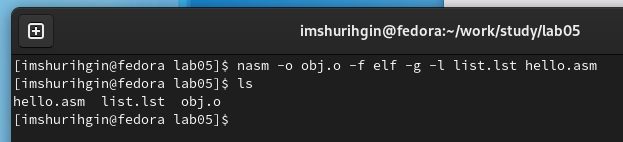 imshurihgin@fedora:~/work/study/lab05
[imshurihgin@fedora lab05]$ nasm -o obj.o -f elf -g -l list.lst hello.asm
[imshurihgin@fedora lab05]$ ls
hello.asm  list.lst  obj.o
[imshurihgin@fedora lab05]$